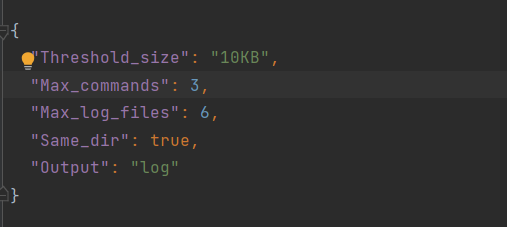 {
"Threshold_size": "10KB",
"Max_commands": 3,
"Max_log_files": 6,
"Same_dir": true,
"Output": "log"
}